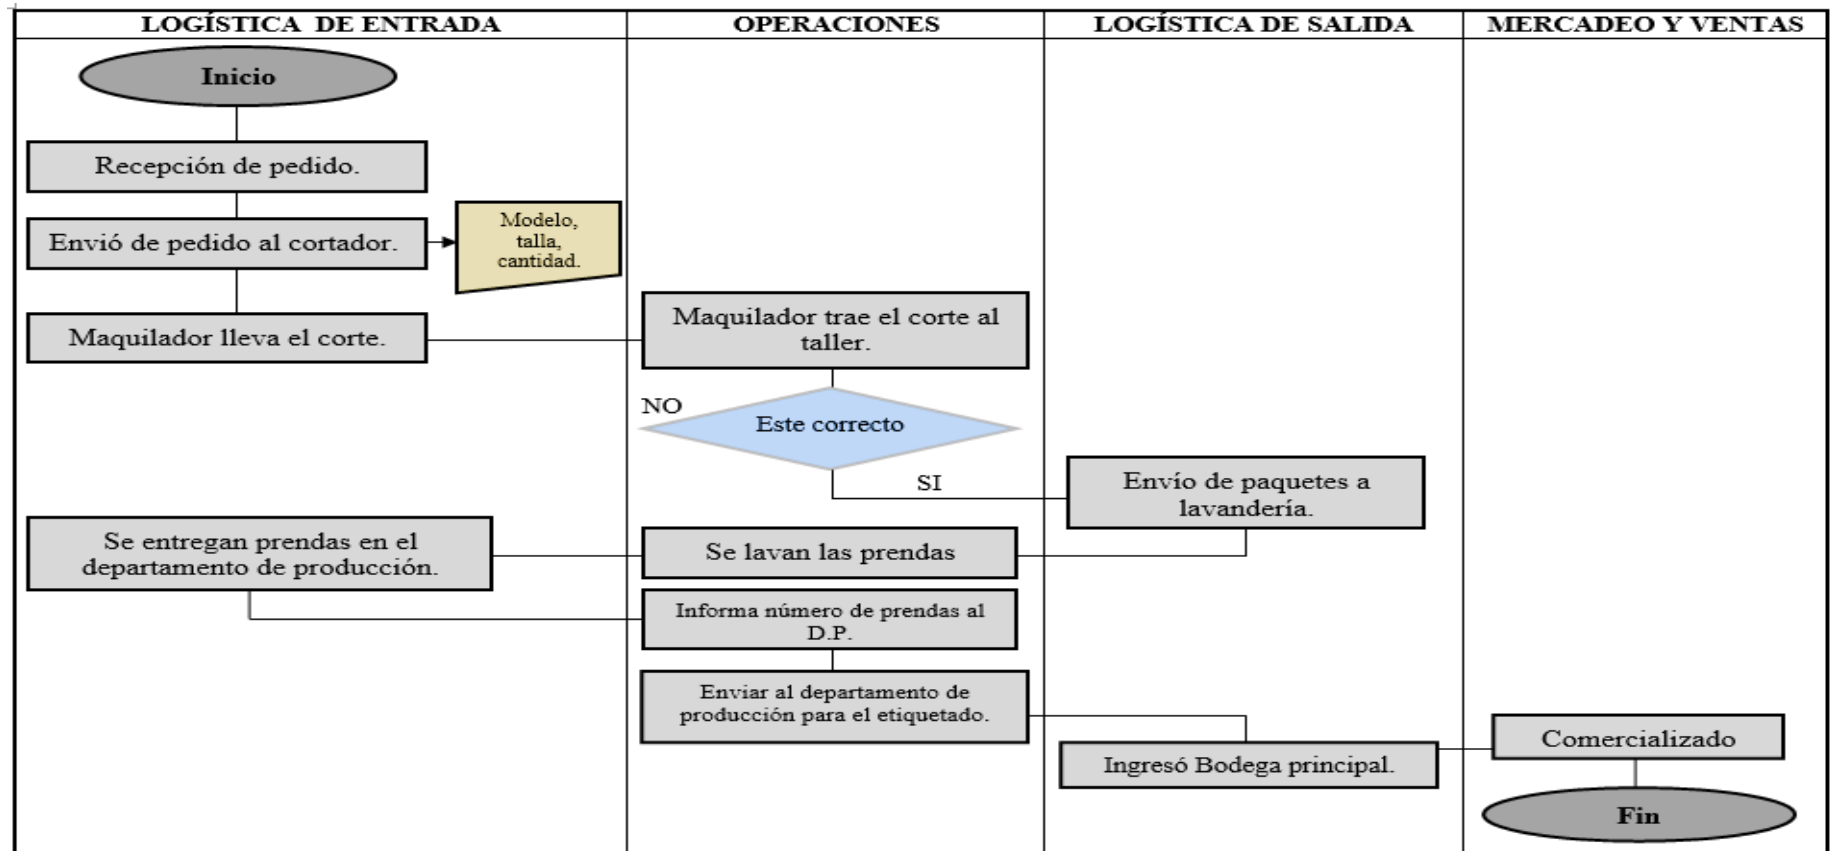 LOGÍSTICA DE ENTRADA
OPERACIONES
LOGÍSTICA DE SALIDA
MERCADEO Y VENTAS
Inicio
Recepción de pedido.
Envió de pedido al cortador.
Modelo,
talla,
cantidad.
Maquilador lleva el corte.
Maquilador trae el corte al
taller.
NO
Este correcto
SI
Envío de paquetes a
lavandería.
Se lavan las prendas
Se entregan prendas en el
departamento de producción.
Informa número de prendas al
D.P.
Enviar al departamento de
producción para el etiquetado.
Ingresó Bodega principal.
Comercializado
Fin